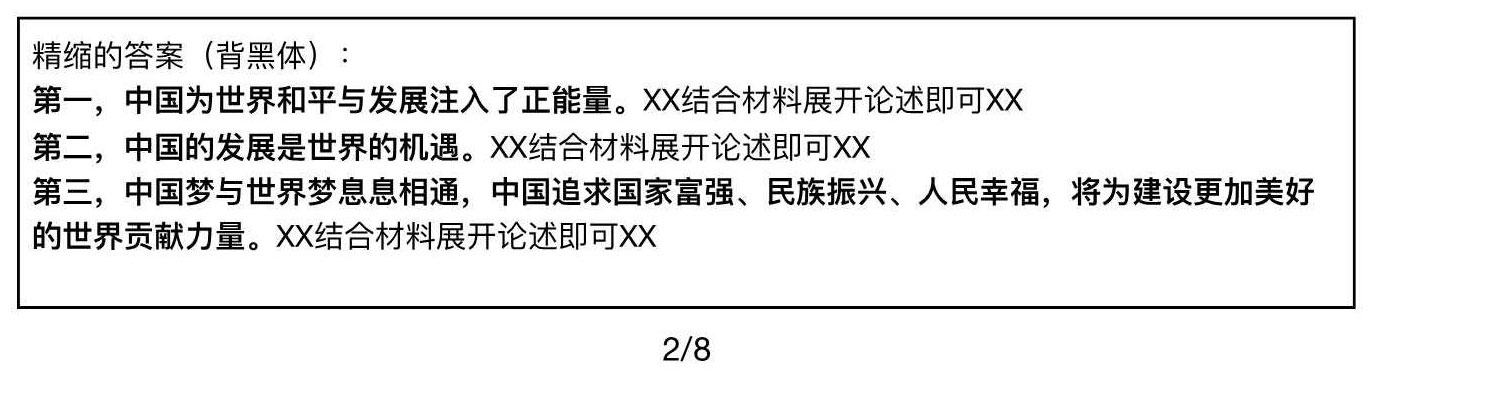 精缩的答案（背黑体）：
第一，中国为世界和平与发展注入了正能量。XX结合材料展开论述即可XX
第二，中国的发展是世界的机遇。XX结合材料展开论述即可XX
第三，中国梦与世界梦息息相通，中国追求国家富强、民族振兴、人民幸福，将为建设更加美好
的世界贡献力量。XX结合材料展开论述即可XX
2/8